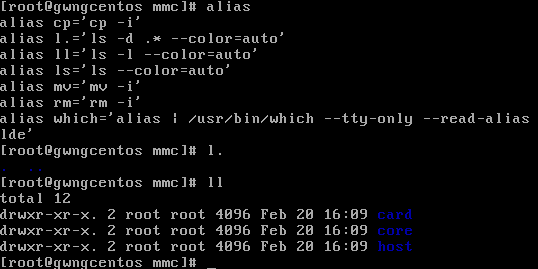 [root@gwngcentos mmc]# alias
alias cp='cp -i'
alias l.='ls -d .* --color=auto'
alias ll='ls -l --color=auto'
alias ls='ls --color=auto'
alias mv='mv -i'
alias rm='rm -i'
alias which='alias | /usr/bin/which --tty-only --read-alias
lde'
[root@gwngcentos mmc]# l.
.  ..
[root@gwngcentos mmc]# ll
total 12
drwxr-xr-x. 2 root root 4096 Feb 20 16:09 card
drwxr-xr-x. 2 root root 4096 Feb 20 16:09 core
drwxr-xr-x. 2 root root 4096 Feb 20 16:09 host
[root@gwngcentos mmc]# _